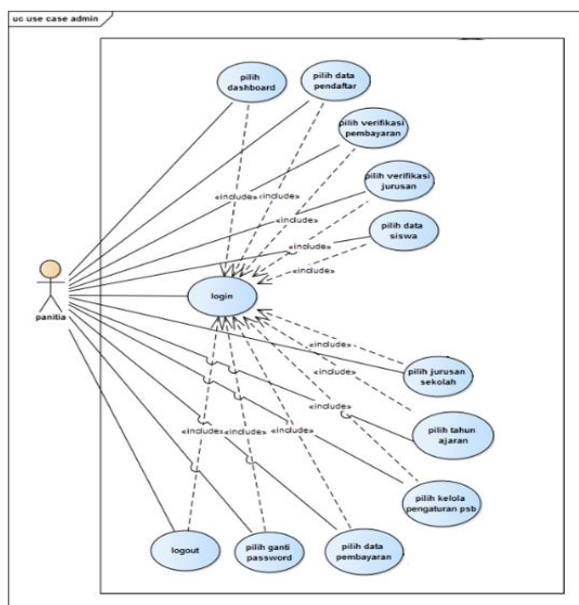 uc use case admin
pilih
dashboard
pilih data
pendaftar
pilih verifikasi
pembayaran
pilih verifikasi
jurusan
pilih data
siswa
«include»
«include»
«include»
«include»
«include»
login
panitia
«include»
«include»
pilih jurusan
sekolah
pilih tahun
ajaran
«include»
«include»
«include»
pilih kelola
pengaturan psb
logout
pilih ganti
password
pilih data
pembayaran